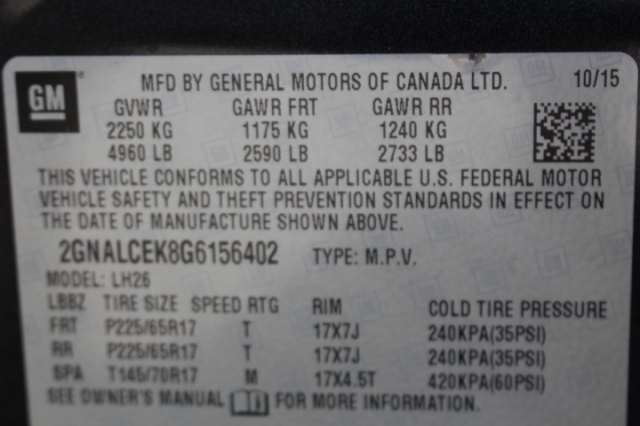 GM MFD BY GENERAL MOTORS OF CANADA LTD. 10/15
GVWR GAWR FRT GAWR RR
2250 KG 1175 KG 1240 KG
4960 LB 2590 LB 2733 LB
THIS VEHICLE CONFORMS TO ALL APPLICABLE U.S. FEDERAL MOTOR
VEHICLE SAFETY AND THEFT PREVENTION STANDARDS IN EFFECT ON
THE DATE OF MANUFACTURE SHOWN ABOVE.
2GNALCEK8G6156402 TYPE: M.P.V.
MODEL: LH26
LBBZ TIRE SIZE SPEED RTG RIM COLD TIRE PRESSURE
FRT P225/65R17 T 17X7J 240KPA(35PSI)
RR P225/65R17 T 17X7J 240KPA(35PSI)
SPA T145/70R17 M 17X4.5T 420KPA(60PSI)
SEE OWNER'S MANUAL FOR MORE INFORMATION.